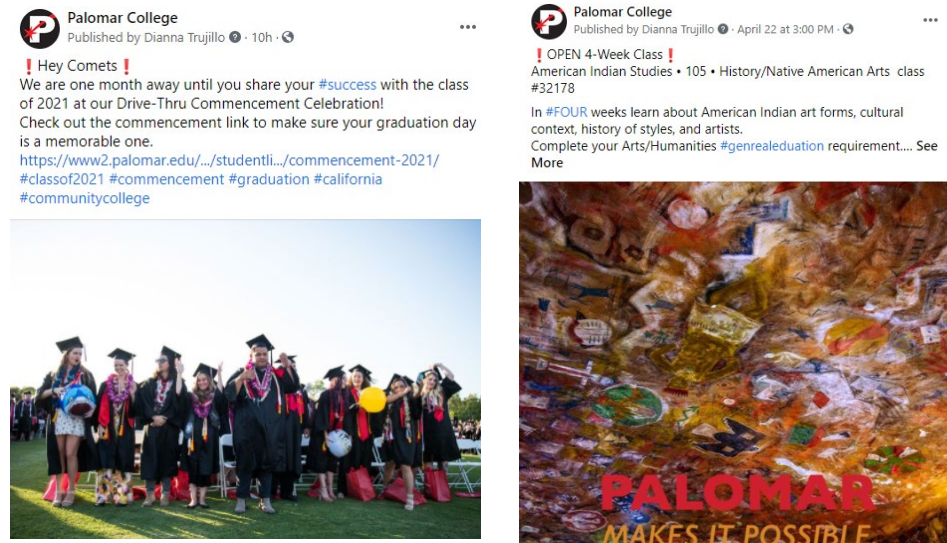 Palomar College
Published by Dianna Trujillo · 10h ·
❗Hey Comets❗
We are one month away until you share your #success with the class
of 2021 at our Drive-Thru Commencement Celebration!
Check out the commencement link to make sure your graduation day
is a memorable one.
https://www2.palomar.edu/.../studentli.../commencement-2021/
#classof2021 #commencement #graduation #california
#communitycollege
Palomar College
Published by Dianna Trujillo · April 22 at 3:00 PM ·
❗OPEN 4-Week Class❗
American Indian Studies • 105 • History/Native American Arts class
#32178
In #FOUR weeks learn about American Indian art forms, cultural
context, history of styles, and artists.
Complete your Arts/Humanities #genrealeduation requirement.... See
More
PALOMAR
MAKES IT POSSIBLE